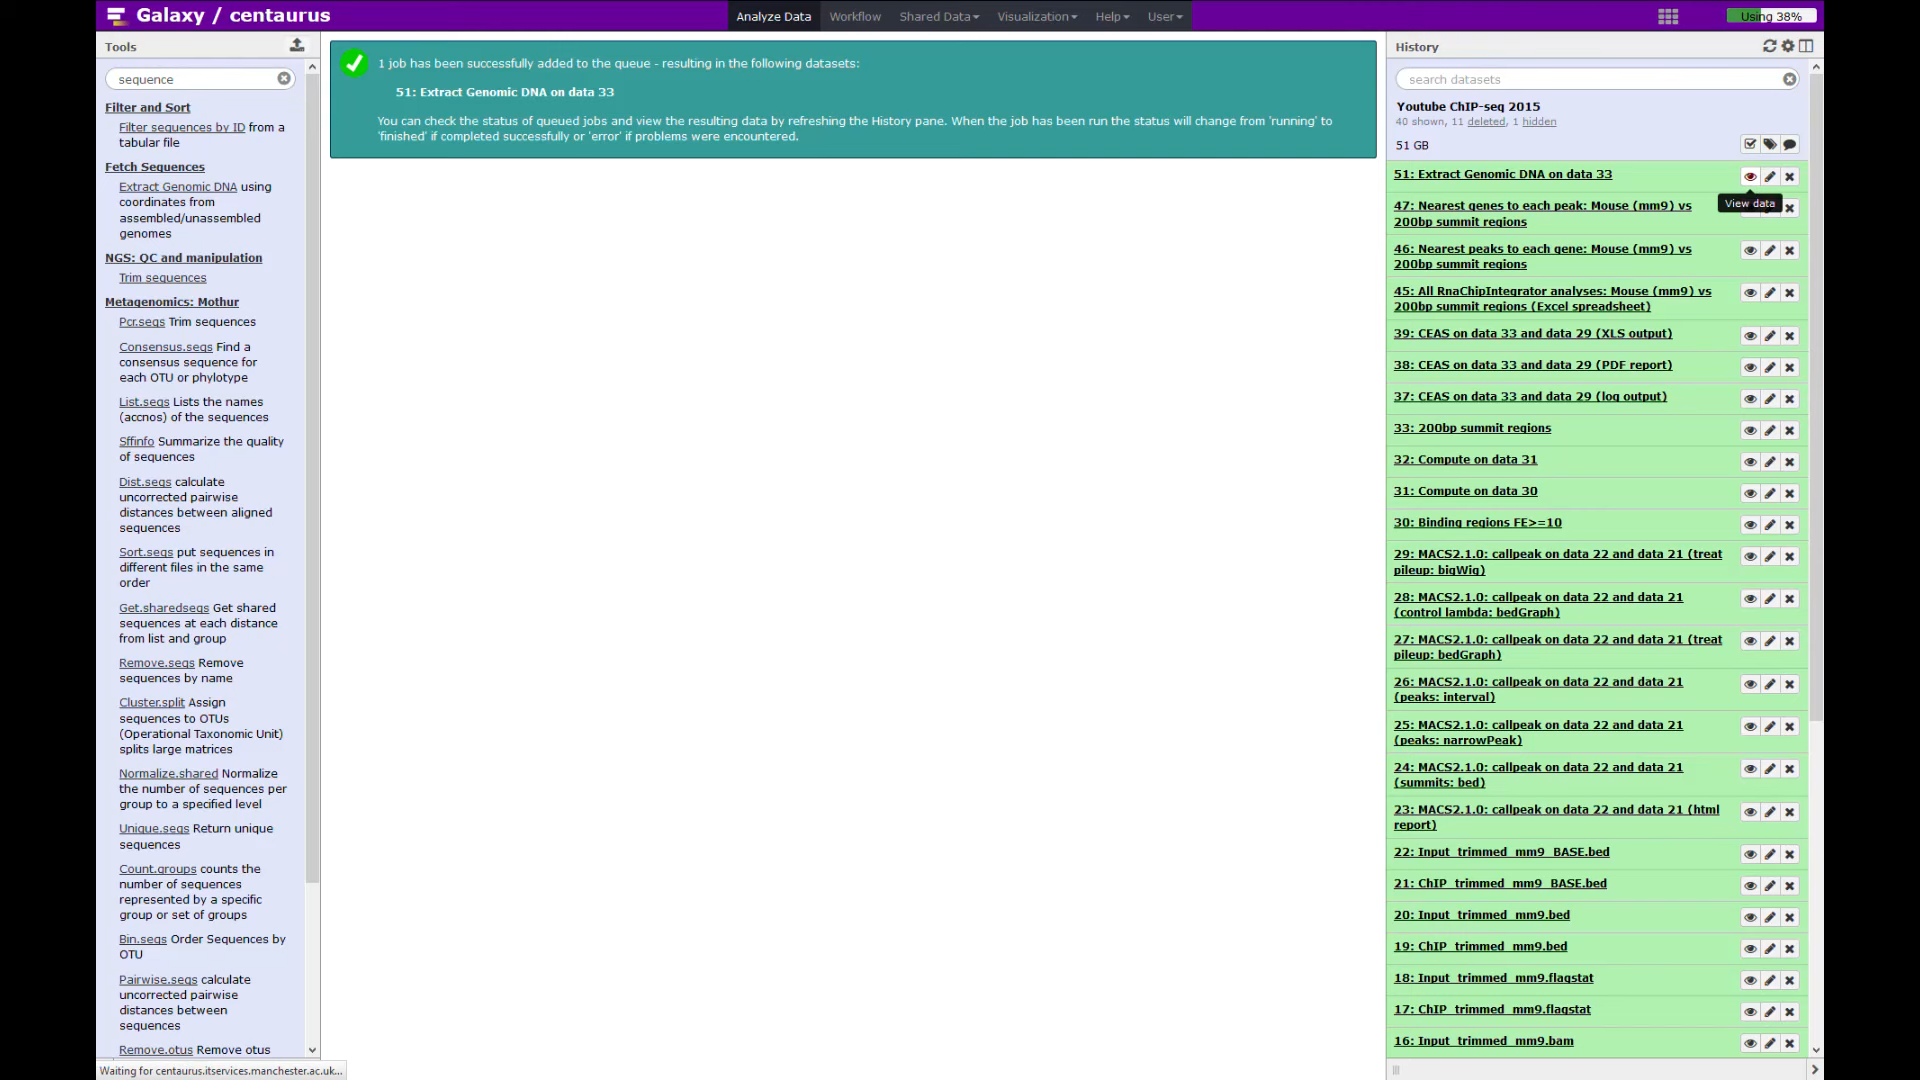 Galaxy / centaurus
Analyze Data
Workflow
Shared Data
Visualization
Help
User
Using 38%
Tools
sequence
Filter and Sort
Filter sequences by ID from a
tabular file
Fetch Sequences
Extract Genomic DNA using
coordinates from
assembled/unassembled
genomes
NGS: QC and manipulation
Trim sequences
Metagenomics: Mothur
Pcr.seqs Trim sequences
Consensus.seqs Find a
consensus sequence for
each OTU or phylotype
List.seqs Lists the names
(accnos) of the sequences
Sffinfo Summarize the quality
of sequences
Dist.seqs calculate
uncorrected pairwise
distances between aligned
sequences
Sort.seqs put sequences in
different files in the same
order
Get.sharedseqs Get shared
sequences at each distance
from list and group
Remove.seqs Remove
sequences by name
Cluster.split Assign
sequences to OTUs
(Operational Taxonomic Unit)
splits large matrices
Normalize.shared Normalize
the number of sequences per
group to a specified level
Unique.seqs Return unique
sequences
Count.groups counts the
number of sequences
represented by a specific
group or set of groups
Bin.seqs Order Sequences by
OTU
Pairwise.seqs calculate
uncorrected pairwise
distances between
sequences
Remove.otus Remove otus
Waiting for centaurus.itservices.manchester.ac.uk...
1 job has been successfully added to the queue - resulting in the following datasets:
51: Extract Genomic DNA on data 33
You can check the status of queued jobs and view the resulting data by refreshing the History pane. When the job has been run the status will change from 'running' to
'finished' if completed successfully or 'error' if problems were encountered.
History
search datasets
Youtube ChIP-seq 2015
40 shown, 11 deleted, 1 hidden
51 GB
51: Extract Genomic DNA on data 33
View data
47: Nearest genes to each peak: Mouse (mm9) vs
200bp summit regions
46: Nearest peaks to each gene: Mouse (mm9) vs
200bp summit regions
45: All RnaChipIntegrator analyses: Mouse (mm9) vs
200bp summit regions (Excel spreadsheet)
39: CEAS on data 33 and data 29 (XLS output)
38: CEAS on data 33 and data 29 (PDF report)
37: CEAS on data 33 and data 29 (log output)
33: 200bp summit regions
32: Compute on data 31
31: Compute on data 30
30: Binding regions FE>=10
29: MACS2.1.0: callpeak on data 22 and data 21 (treat
pileup: bigWig)
28: MACS2.1.0: callpeak on data 22 and data 21
(control lambda: bedGraph)
27: MACS2.1.0: callpeak on data 22 and data 21 (treat
pileup: bedGraph)
26: MACS2.1.0: callpeak on data 22 and data 21
(peaks: interval)
25: MACS2.1.0: callpeak on data 22 and data 21
(peaks: narrowPeak)
24: MACS2.1.0: callpeak on data 22 and data 21
(summits: bed)
23: MACS2.1.0: callpeak on data 22 and data 21 (html
report)
22: Input_trimmed_mm9_BASE.bed
21: ChIP_trimmed_mm9_BASE.bed
20: Input_trimmed_mm9.bed
19: ChIP_trimmed_mm9.bed
18: Input_trimmed_mm9.flagstat
17: ChIP_trimmed_mm9.flagstat
16: Input_trimmed_mm9.bam